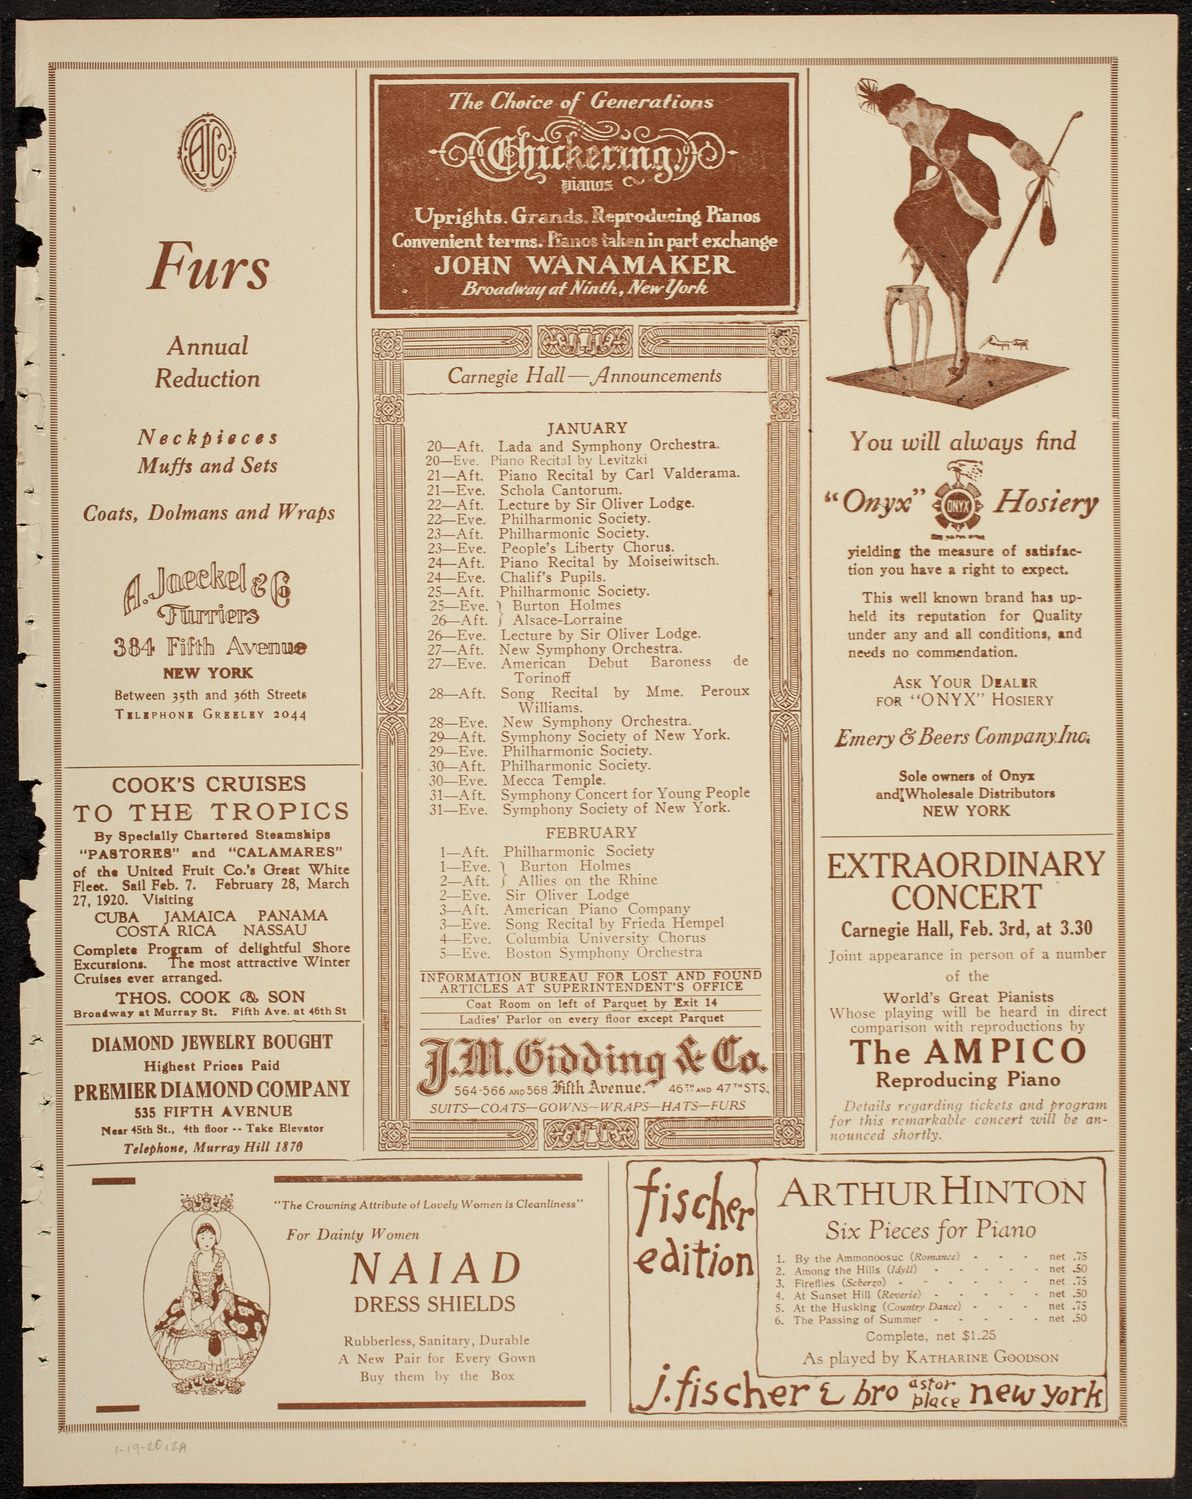 AJCo
Furs
Annual
Reduction
Neckpieces
Muffs and Sets
Coats, Dolmans and Wraps
A. Jaeckel & Co
Furriers
384 Fifth Avenue
NEW YORK
Between 35th and 36th Streets
TELEPHONE GREELEY 2044
COOK'S CRUISES
TO THE TROPICS
By Specially Chartered Steamships
"PASTORES" and "CALAMARES"
of the United Fruit Co.'s Great White
Fleet. Sail Feb. 7. February 28, March
27, 1920. Visiting
CUBA JAMAICA PANAMA
COSTA RICA NASSAU
Complete Program of delightful Shore
Excursions. The most attractive Winter
Cruises ever arranged.
THOS. COOK & SON
Broadway at Murray St. Fifth Ave. at 46th St
DIAMOND JEWELRY BOUGHT
Highest Prices Paid
PREMIER DIAMOND COMPANY
535 FIFTH AVENUE
Near 45th St., 4th floor -- Take Elevator
Telephone, Murray Hill 1876
The Choice of Generations
Chickering
pianos
Uprights. Grands. Reproducing Pianos
Convenient terms. Pianos taken in part exchange
JOHN WANAMAKER
Broadway at Ninth, New York
Carnegie Hall—Announcements
JANUARY
20—Aft. Lada and Symphony Orchestra.
20—Eve. Piano Recital by Levitzki
21—Aft. Piano Recital by Carl Valderama.
21—Eve. Schola Cantorum.
22—Aft. Lecture by Sir Oliver Lodge.
22—Eve. Philharmonic Society.
23—Aft. Philharmonic Society.
23—Eve. People's Liberty Chorus.
24—Aft. Piano Recital by Moiseiwitsch.
24—Eve. Chalif's Pupils.
25—Aft. Philharmonic Society.
25—Eve. } Burton Holmes
26—Aft. } Alsace-Lorraine
26—Eve. Lecture by Sir Oliver Lodge.
27—Aft. New Symphony Orchestra.
27—Eve. American Debut Baroness de
Torinoff
28—Aft. Song Recital by Mme. Peroux
Williams.
28—Eve. New Symphony Orchestra.
29—Aft. Symphony Society of New York.
29—Eve. Philharmonic Society.
30—Aft. Philharmonic Society.
30—Eve. Mecca Temple.
31—Aft. Symphony Concert for Young People
31—Eve. Symphony Society of New York.
FEBRUARY
1—Aft. Philharmonic Society
1—Eve. } Burton Holmes
2—Aft. } Allies on the Rhine
2—Eve. Sir Oliver Lodge
3—Aft. American Piano Company
3—Eve. Song Recital by Frieda Hempel
4—Eve. Columbia University Chorus
5—Eve. Boston Symphony Orchestra
INFORMATION BUREAU FOR LOST AND FOUND
ARTICLES AT SUPERINTENDENT'S OFFICE
Coat Room on left of Parquet by Exit 14
Ladies' Parlor on every floor except Parquet
J.M. Gidding & Co.
564-566 AND 568 Fifth Avenue. 46TH AND 47TH STS.
SUITS—COATS—GOWNS—WRAPS—HATS—FURS
You will always find
"Onyx" ONYX Hosiery
yielding the measure of satisfac-
tion you have a right to expect.
This well known brand has up-
held its reputation for Quality
under any and all conditions, and
needs no commendation.
ASK YOUR DEALER
FOR "ONYX" HOSIERY
Emery & Beers Company, Inc.
Sole owners of Onyx
and Wholesale Distributors
NEW YORK
EXTRAORDINARY
CONCERT
Carnegie Hall, Feb. 3rd, at 3.30
Joint appearance in person of a number
of the
World's Great Pianists
Whose playing will be heard in direct
comparison with reproductions by
The AMPICO
Reproducing Piano
Details regarding tickets and program
for this remarkable concert will be an-
nounced shortly.
"The Crowning Attribute of Lovely Women is Cleanliness"
For Dainty Women
NAIAD
DRESS SHIELDS
Rubberless, Sanitary, Durable
A New Pair for Every Gown
Buy them by the Box
fischer
edition
ARTHUR HINTON
Six Pieces for Piano
1. By the Ammonoosuc (Romance) - - - net .75
2. Among the Hills (Idyll) - - - - - net .50
3. Fireflies (Scherzo) - - - - - - net .75
4. At Sunset Hill (Reverie) - - - - - net .50
5. At the Husking (Country Dance) - - - net .75
6. The Passing of Summer - - - - - net .50
Complete, net $1.25
As played by KATHARINE GOODSON
j. fischer & bro astor place new york
1-19-20 12A